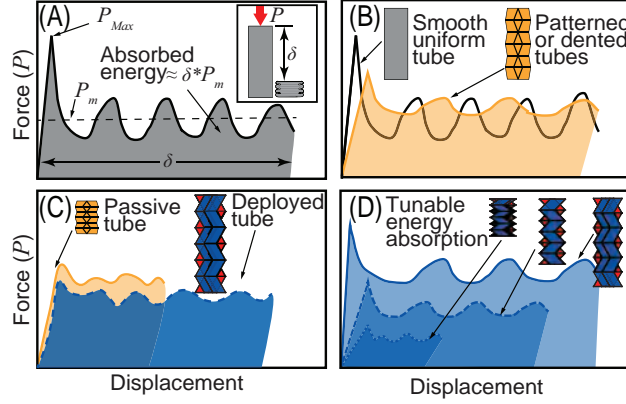 (A)
P_Max
P
δ
Absorbed
energy≈ δ*P_m
P_m
δ
Force (P)
(B)
Smooth
uniform
tube
Patterned
or dented
tubes
(C)
Passive
tube
Deployed
tube
Force (P)
Displacement
(D)
Tunable
energy
absorption
Displacement